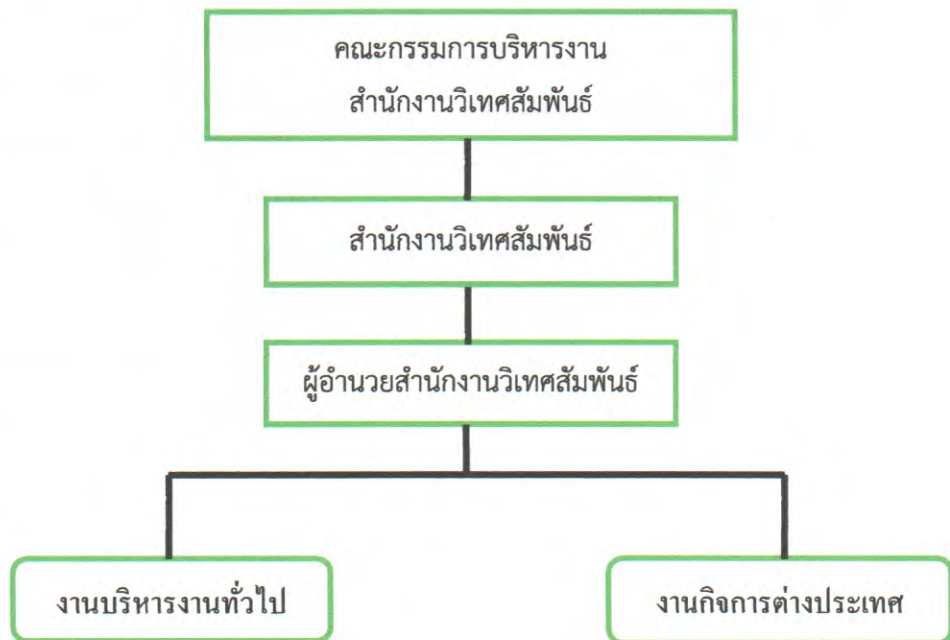 คณะกรรมการบริหารงาน
สำนักงานวิเทศสัมพันธ์
สำนักงานวิเทศสัมพันธ์
ผู้อำนวยสำนักงานวิเทศสัมพันธ์
งานบริหารงานทั่วไป
งานกิจการต่างประเทศ